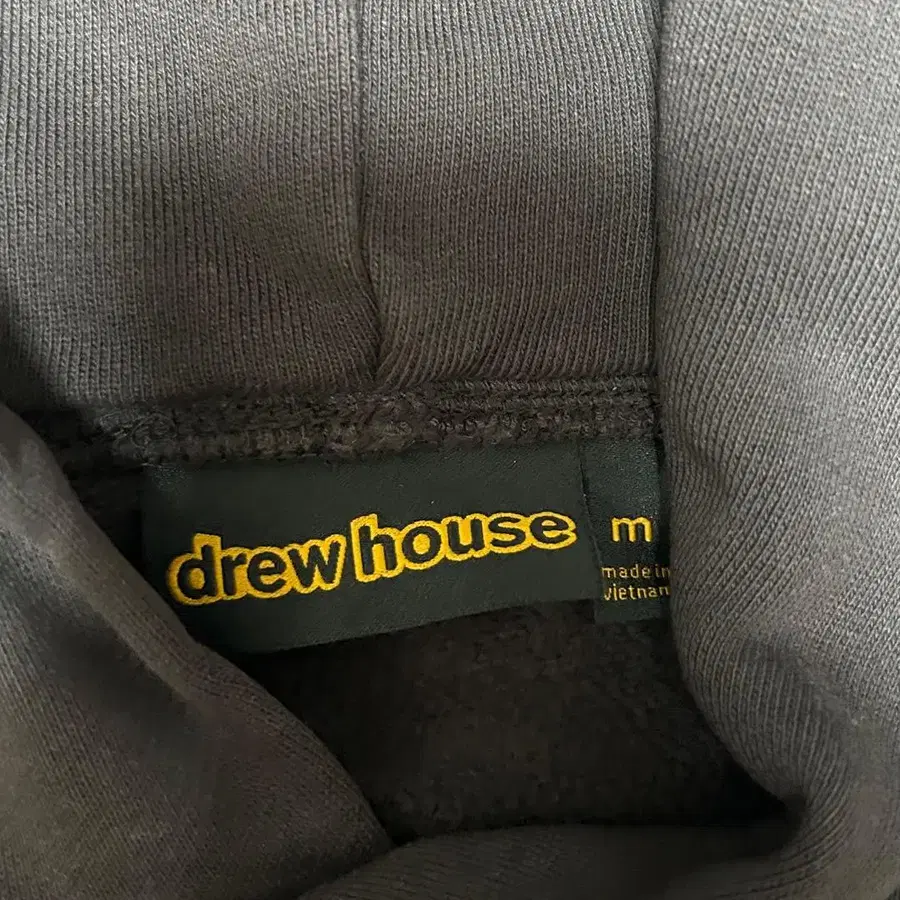 drew house
m
made in
vietnam